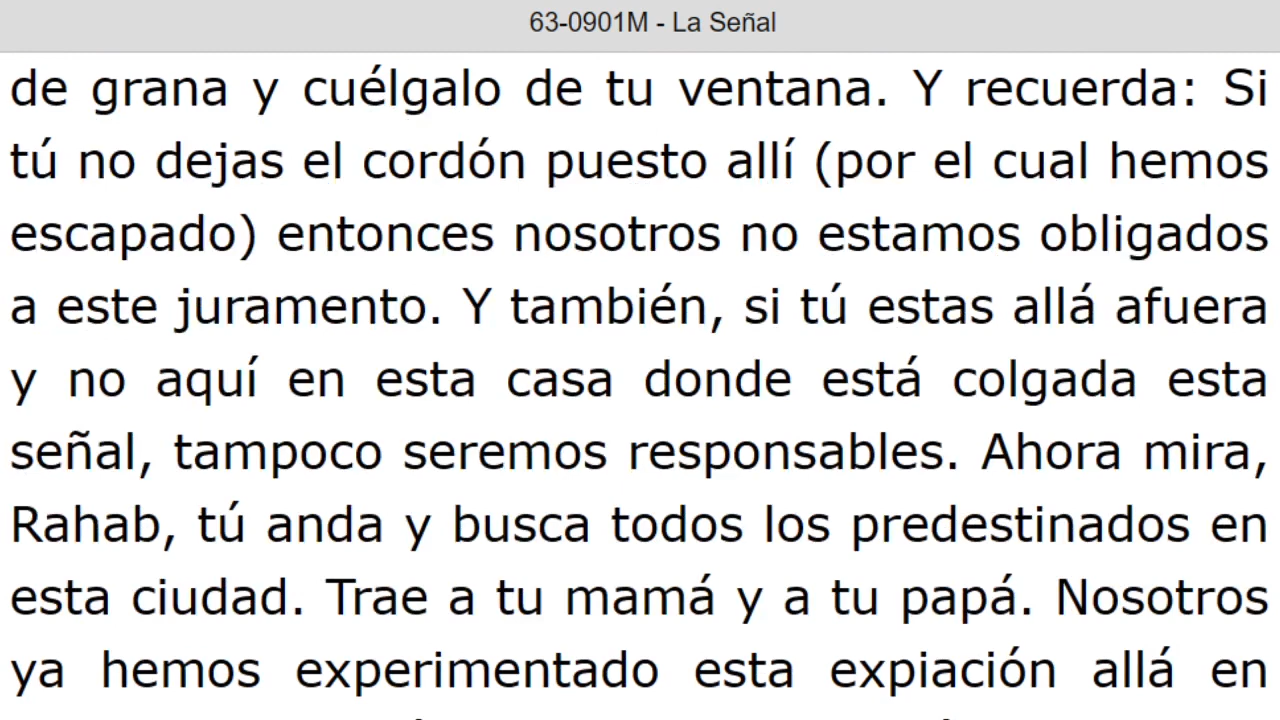 63-0901M - La Señal
de grana y cuélgalo de tu ventana. Y recuerda: Si
tú no dejas el cordón puesto allí (por el cual hemos
escapado) entonces nosotros no estamos obligados
a este juramento. Y también, si tú estas allá afuera
y no aquí en esta casa donde está colgada esta
señal, tampoco seremos responsables. Ahora mira,
Rahab, tú anda y busca todos los predestinados en
esta ciudad. Trae a tu mamá y a tu papá. Nosotros
ya hemos experimentado esta expiación allá en